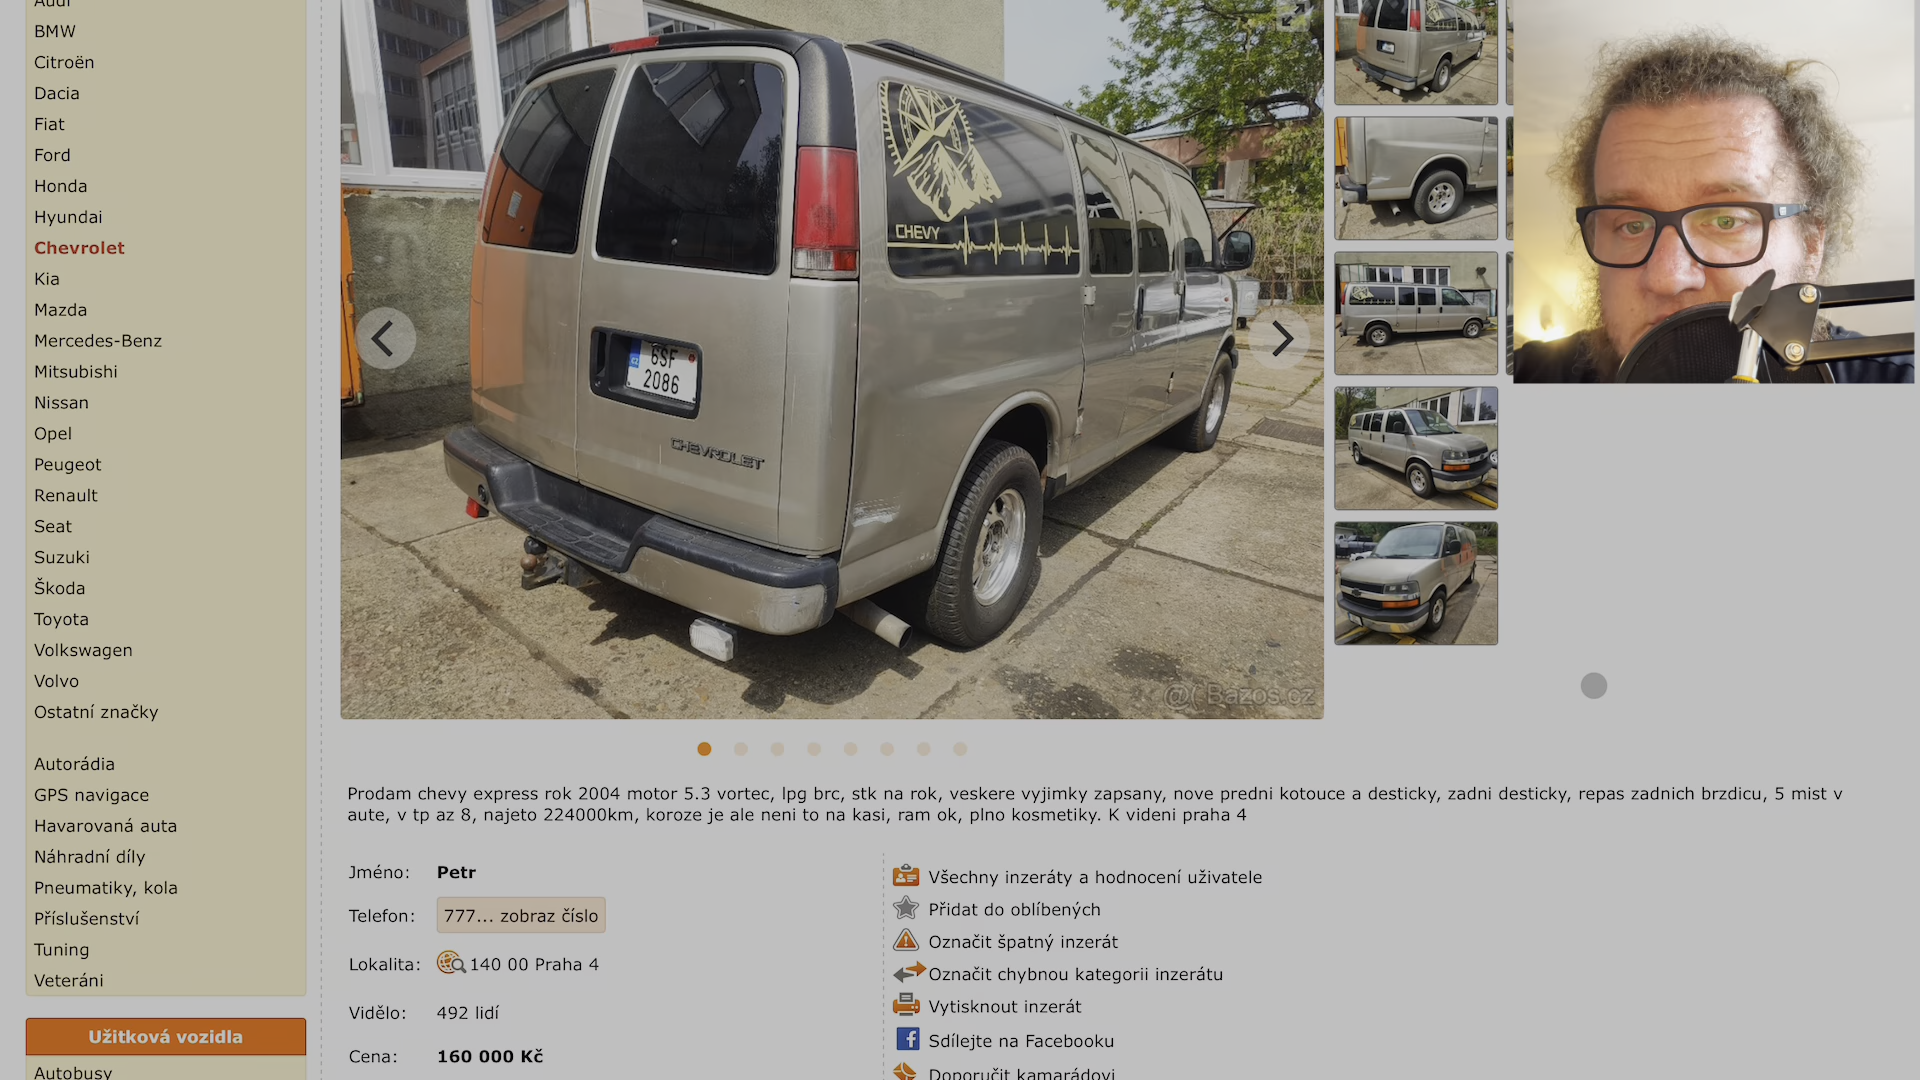 Audi
BMW
Citroën
Dacia
Fiat
Ford
Honda
Hyundai
Chevrolet
Kia
Mazda
Mercedes-Benz
Mitsubishi
Nissan
Opel
Peugeot
Renault
Seat
Suzuki
Škoda
Toyota
Volkswagen
Volvo
Ostatní značky
Autorádia
GPS navigace
Havarovaná auta
Náhradní díly
Pneumatiky, kola
Příslušenství
Tuning
Veteráni
Užitková vozidla
Autobusy
CHEVY
6SF
2086
CZ
CHEVROLET
@( Bazos.cz
Prodam chevy express rok 2004 motor 5.3 vortec, lpg brc, stk na rok, veskere vyjimky zapsany, nove predni kotouce a desticky, zadni desticky, repas zadnich brzdicu, 5 mist v
aute, v tp az 8, najeto 224000km, koroze je ale neni to na kasi, ram ok, plno kosmetiky. K videni praha 4
Jméno: Petr
Telefon: 777... zobraz číslo
Lokalita: 140 00 Praha 4
Vidělo: 492 lidí
Cena: 160 000 Kč
Všechny inzeráty a hodnocení uživatele
Přidat do oblíbených
Označit špatný inzerát
Označit chybnou kategorii inzerátu
Vytisknout inzerát
Sdílejte na Facebooku
Doporučit kamarádovi